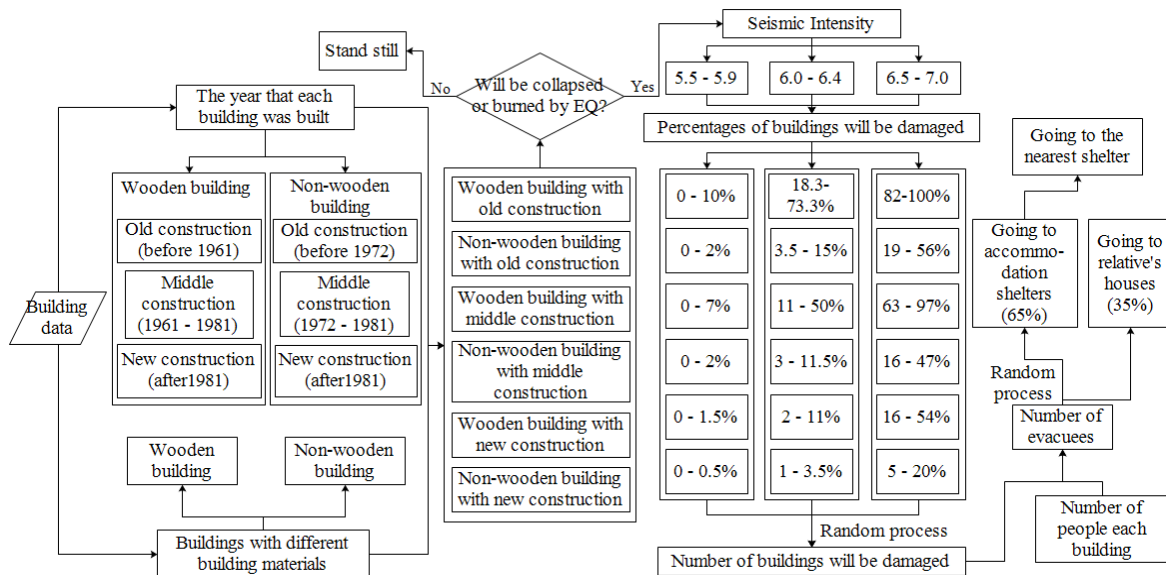 Building
data
The year that each
building was built
Wooden building
Old construction
(before 1961)
Middle
construction
(1961 - 1981)
New construction
(after1981)
Non-wooden
building
Old construction
(before 1972)
Middle
construction
(1972 - 1981)
New construction
(after1981)
Wooden
building
Non-wooden
building
Buildings with different
building materials
Stand still
No
Will be collapsed
or burned by EQ?
Yes
Wooden building with
old construction
Non-wooden building
with old construction
Wooden building with
middle construction
Non-wooden
building with middle
construction
Wooden building with
new construction
Non-wooden building
with new construction
Seismic Intensity
5.5 - 5.9
6.0 - 6.4
6.5 - 7.0
Percentages of buildings will be damaged
0 - 10%
18.3-
73.3%
82-100%
0 - 2%
3.5 - 15%
19 - 56%
0 - 7%
11 - 50%
63 - 97%
0 - 2%
3 - 11.5%
16 - 47%
0 - 1.5%
2 - 11%
16 - 54%
0 - 0.5%
1 - 3.5%
5 - 20%
Random process
Number of buildings will be damaged
Going to the
nearest shelter
Going to
accommo-
dation
shelters
(65%)
Going to
relative's
houses
(35%)
Random
process
Number of
evacuees
Number of
people each
building